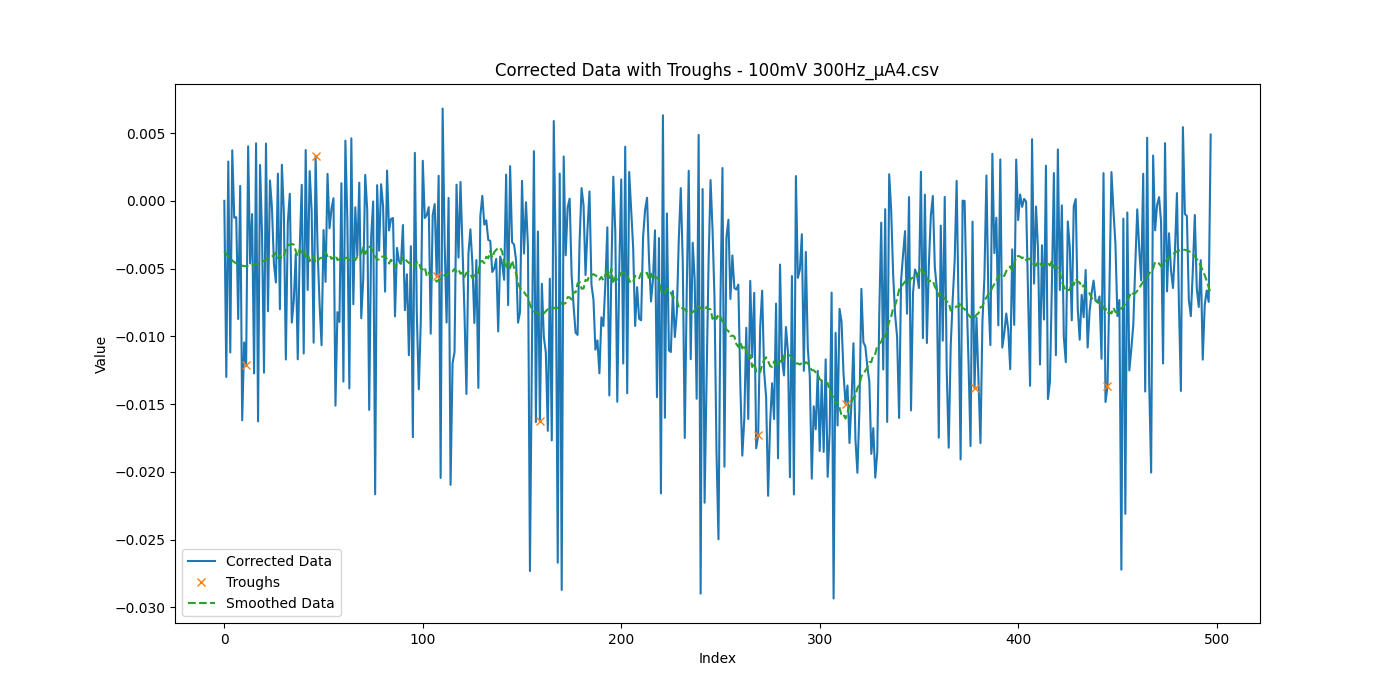 Corrected Data with Troughs - 100mV 300Hz_µA4.csv
0.005
0.000
−0.005
−0.010
−0.015
−0.020
−0.025
−0.030
Value
Corrected Data
Troughs
Smoothed Data
0
100
200
300
400
500
Index